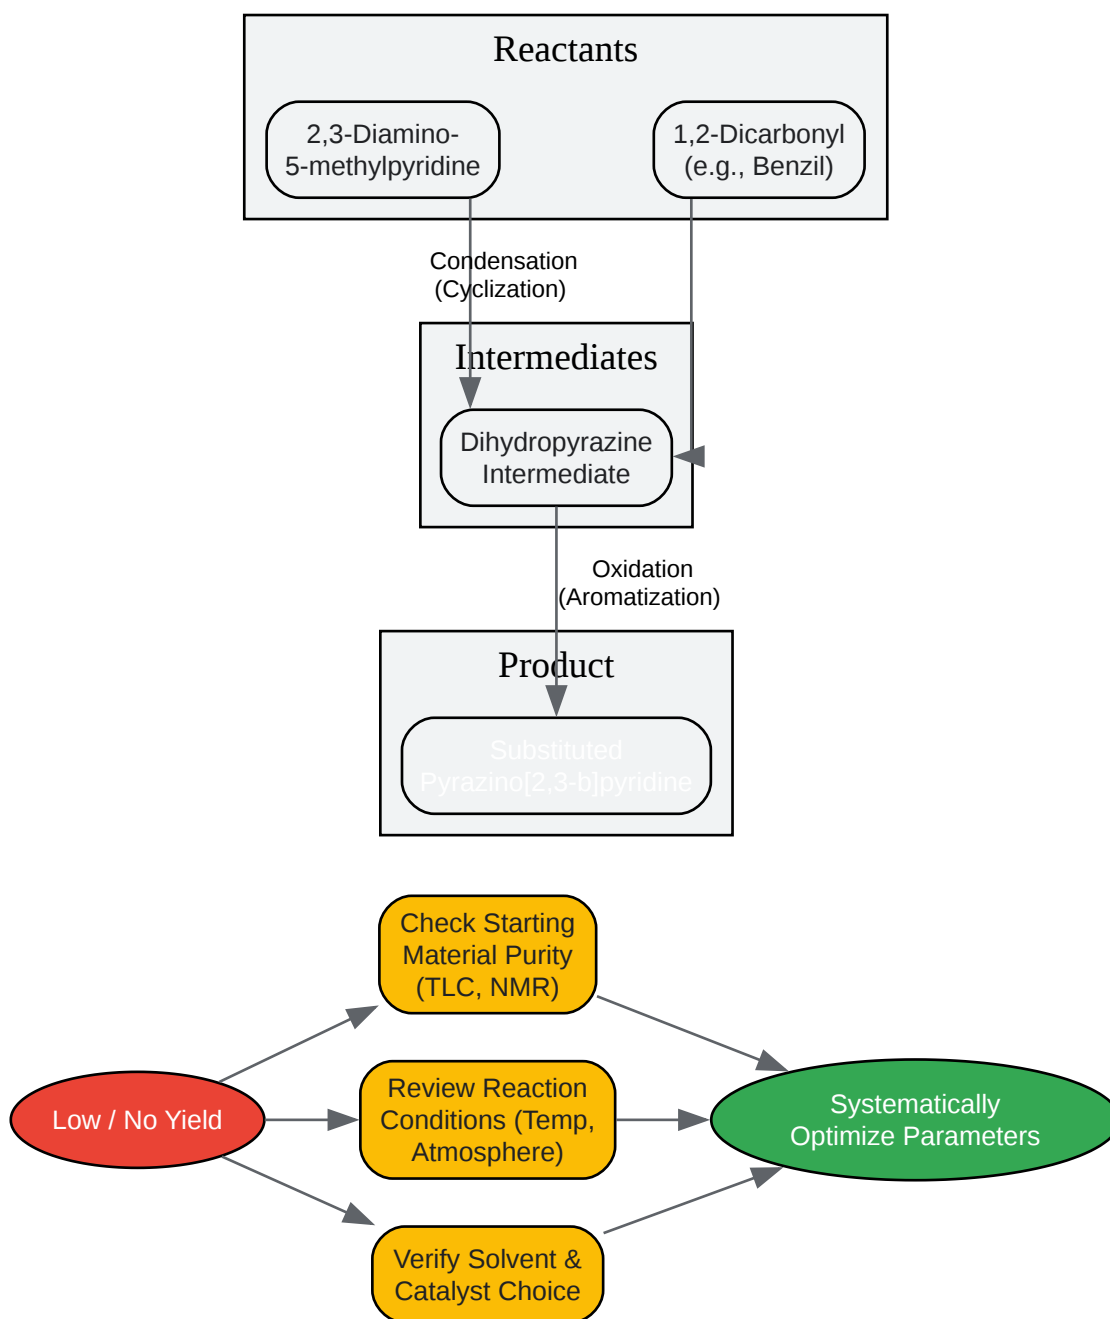 Reactants
2,3-Diamino-
5-methylpyridine
1,2-Dicarbonyl
(e.g., Benzil)
Condensation
(Cyclization)
Intermediates
Dihydropyrazine
Intermediate
Oxidation
(Aromatization)
Product
Substituted
Pyrazino[2,3-b]pyridine
Check Starting
Material Purity
(TLC, NMR)
Low / No Yield
Review Reaction
Conditions (Temp,
Atmosphere)
Systematically
Optimize Parameters
Verify Solvent &
Catalyst Choice